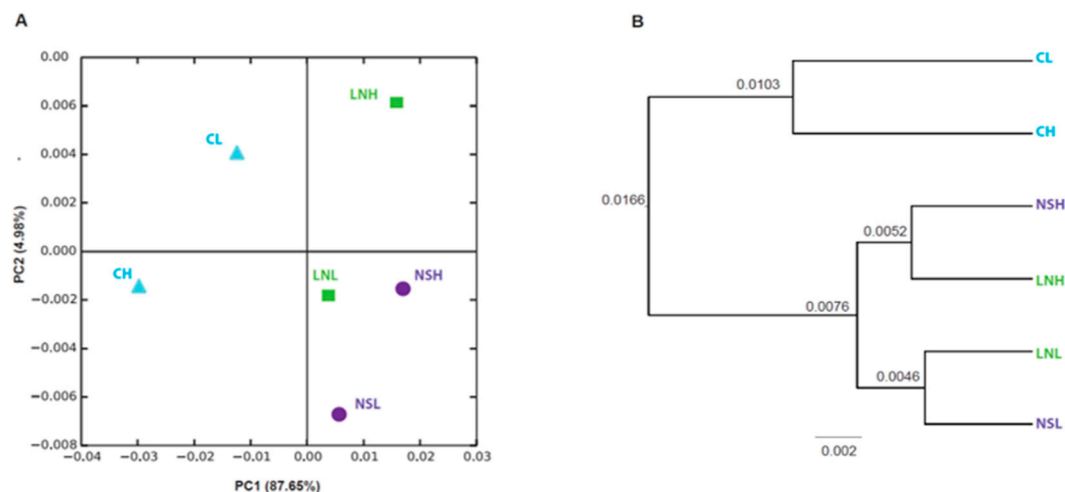 A
0.00
0.006
0.004
0.002
0.000
−0.002
−0.004
−0.006
−0.008
PC2 (4.98%)
LNH
CL
CH
LNL
NSH
NSL
−0.04
−0.03
−0.02
−0.01
0.00
0.01
0.02
0.03
PC1 (87.65%)
B
CL
0.0103
CH
0.0166
NSH
0.0052
LNH
0.0076
LNL
0.0046
NSL
0.002